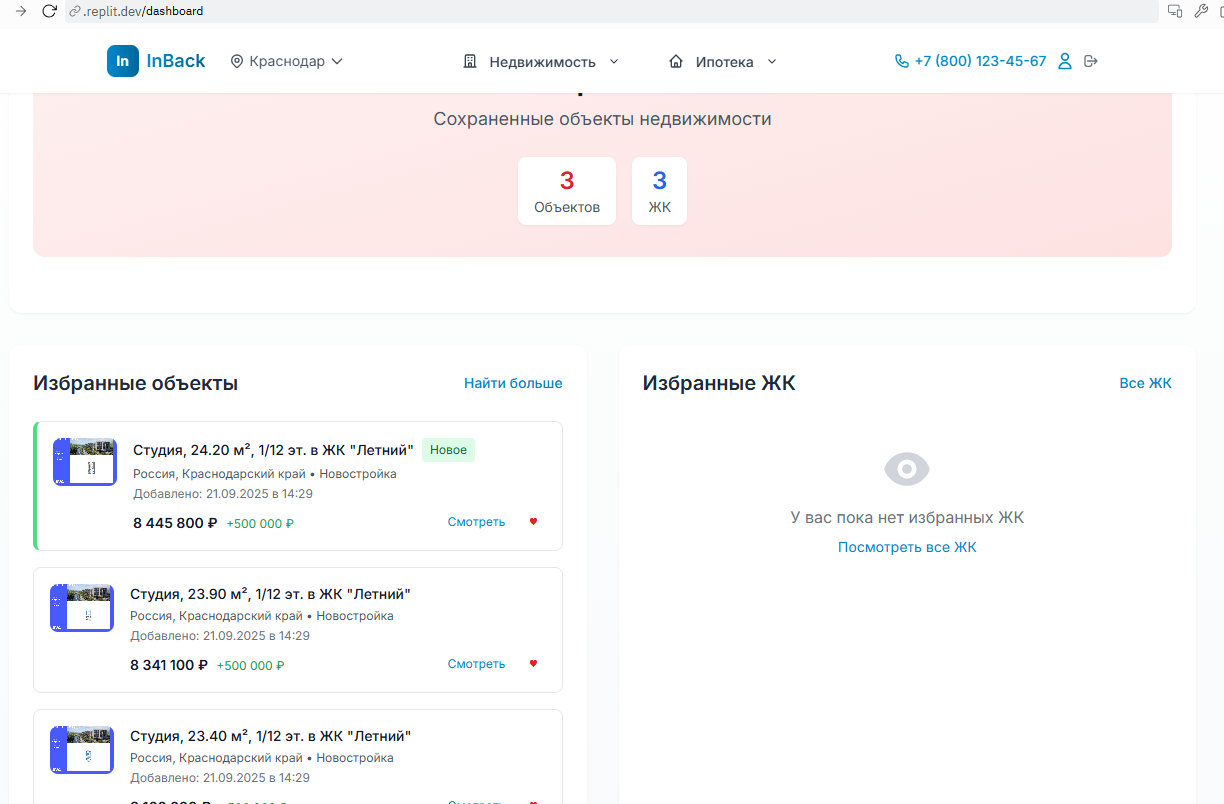 .replit.dev/dashboard
In InBack Краснодар Недвижимость Ипотека +7 (800) 123-45-67
Сохраненные объекты недвижимости
3 3
Объектов ЖК
Избранные объекты Найти больше
Студия, 24.20 м², 1/12 эт. в ЖК "Летний" Новое
Россия, Краснодарский край • Новостройка
Добавлено: 21.09.2025 в 14:29
8 445 800 ₽ +500 000 ₽ Смотреть
Студия, 23.90 м², 1/12 эт. в ЖК "Летний"
Россия, Краснодарский край • Новостройка
Добавлено: 21.09.2025 в 14:29
8 341 100 ₽ +500 000 ₽ Смотреть
Студия, 23.40 м², 1/12 эт. в ЖК "Летний"
Россия, Краснодарский край • Новостройка
Добавлено: 21.09.2025 в 14:29
Избранные ЖК Все ЖК
У вас пока нет избранных ЖК
Посмотреть все ЖК